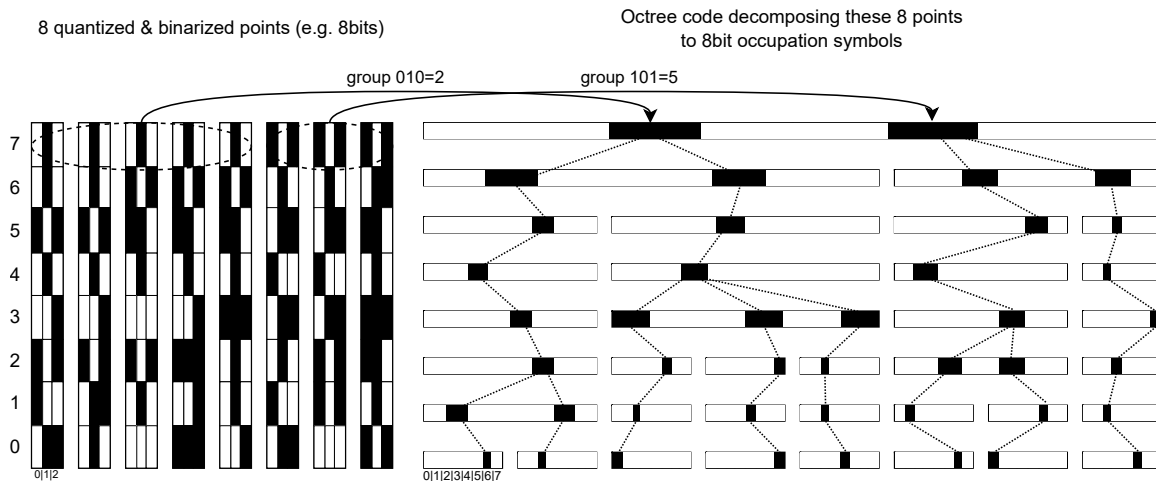 8 quantized & binarized points (e.g. 8bits)
Octree code decomposing these 8 points
to 8bit occupation symbols
group 010=2
group 101=5
7
6
5
4
3
2
1
0
0|1|2
0|1|2|3|4|5|6|7